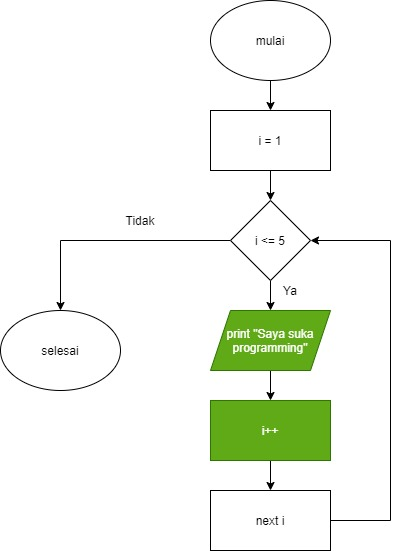 mulai
i = 1
i <= 5
Tidak
Ya
selesai
print "Saya suka
programming"
i++
next i